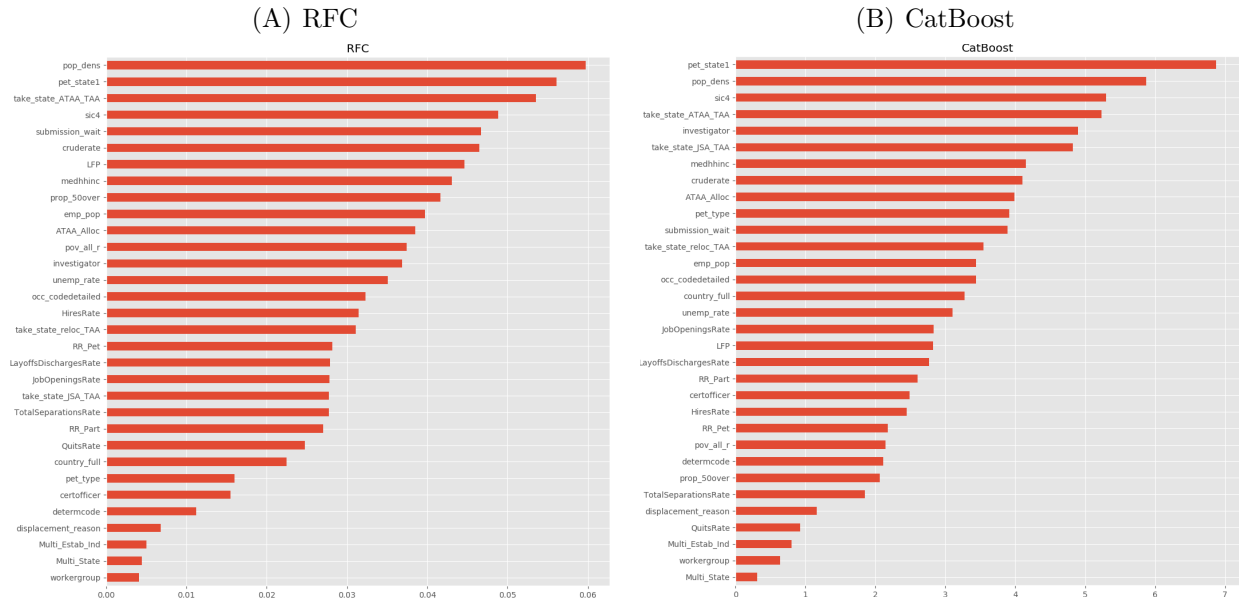 (A) RFC
RFC
pop_dens
pet_state1
take_state_ATAA_TAA
sic4
submission_wait
cruderate
LFP
medhhinc
prop_50over
emp_pop
ATAA_Alloc
pov_all_r
investigator
unemp_rate
occ_codedetailed
HiresRate
take_state_reloc_TAA
RR_Pet
LayoffsDischargesRate
JobOpeningsRate
take_state_JSA_TAA
TotalSeparationsRate
RR_Part
QuitsRate
country_full
pet_type
certofficer
determcode
displacement_reason
Multi_Estab_Ind
Multi_State
workergroup
0.00 0.01 0.02 0.03 0.04 0.05 0.06
(B) CatBoost
CatBoost
pet_state1
pop_dens
sic4
take_state_ATAA_TAA
investigator
take_state_JSA_TAA
medhhinc
cruderate
ATAA_Alloc
pet_type
submission_wait
take_state_reloc_TAA
emp_pop
occ_codedetailed
country_full
unemp_rate
JobOpeningsRate
LFP
LayoffsDischargesRate
RR_Part
certofficer
HiresRate
RR_Pet
pov_all_r
determcode
prop_50over
TotalSeparationsRate
displacement_reason
QuitsRate
Multi_Estab_Ind
workergroup
Multi_State
0 1 2 3 4 5 6 7